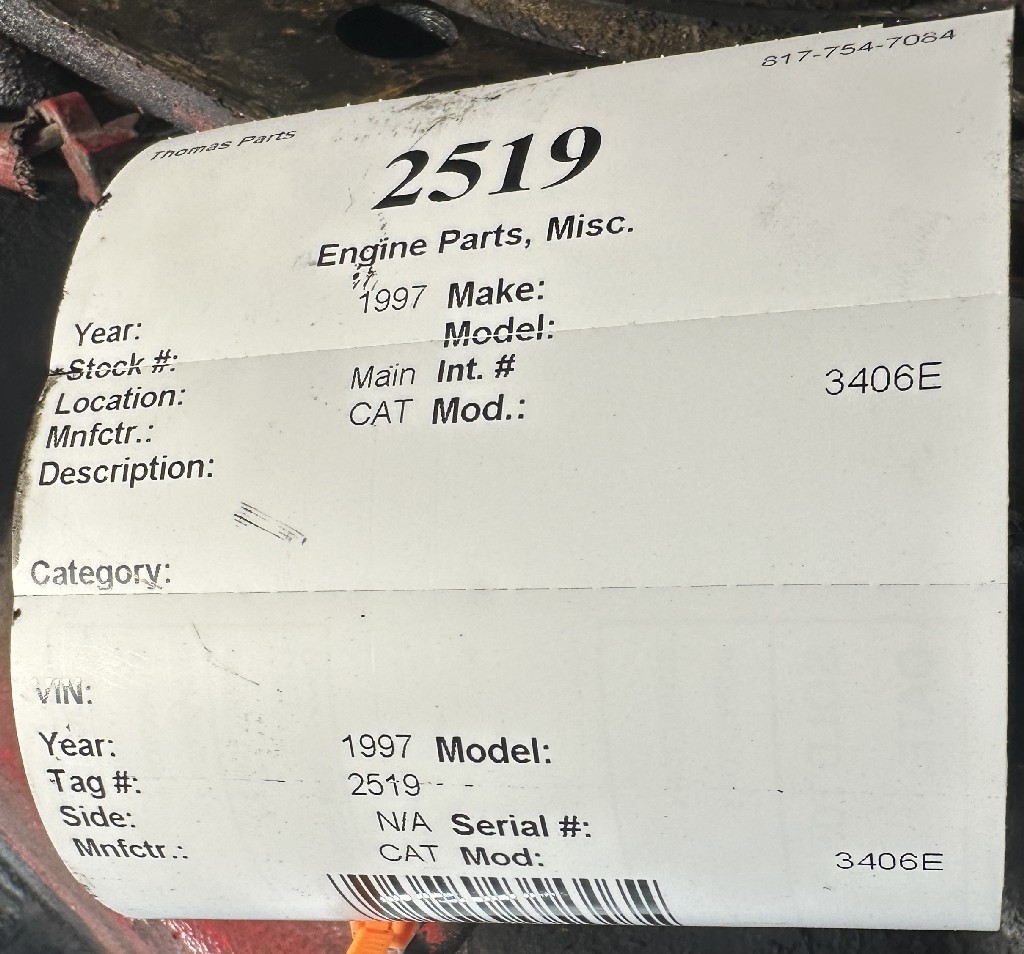 817-754-7084
Thomas Parts
2519
Engine Parts, Misc.
Year: 1997 Make:
Stock #: Model:
Location: Main Int. #
Mnfctr.: CAT Mod.: 3406E
Description:
Category:
VIN:
Year: 1997 Model:
Tag #: 2519
Side: N/A Serial #:
Mnfctr.: CAT Mod: 3406E